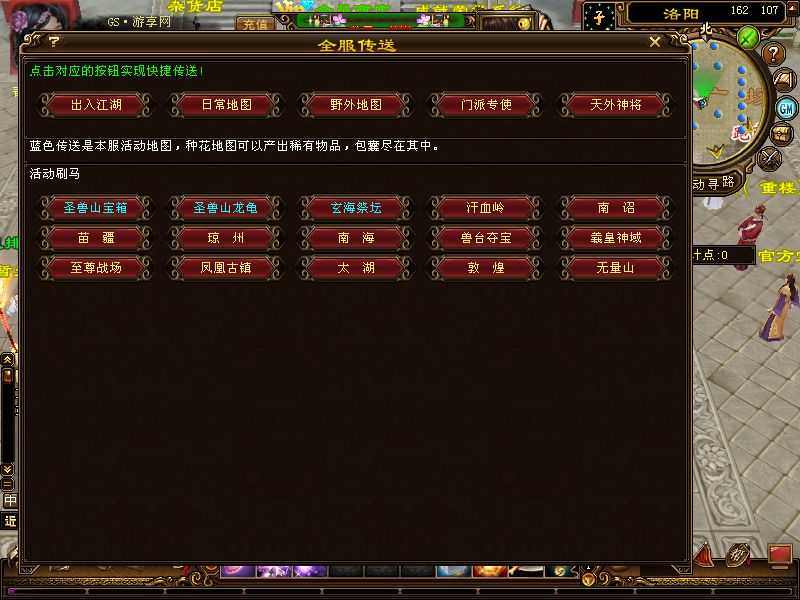 杂货店
GS·游享网
充值
子
洛阳
162 107
北
全服传送
点击对应的按钮实现快捷传送!
出入江湖 日常地图 野外地图 门派专使 天外神将
GM
蓝色传送是本服活动地图，种花地图可以产出稀有物品，包囊尽在其中。
活动刷马
动寻路
重楼
圣兽山宝箱 圣兽山龙龟 玄海祭坛 汗血岭 南 诏
苗 疆 琼 州 南 海 兽台夺宝 羲皇神域
官方
点:0
至尊战场 凤凰古镇 太 湖 敦 煌 无量山
中
近